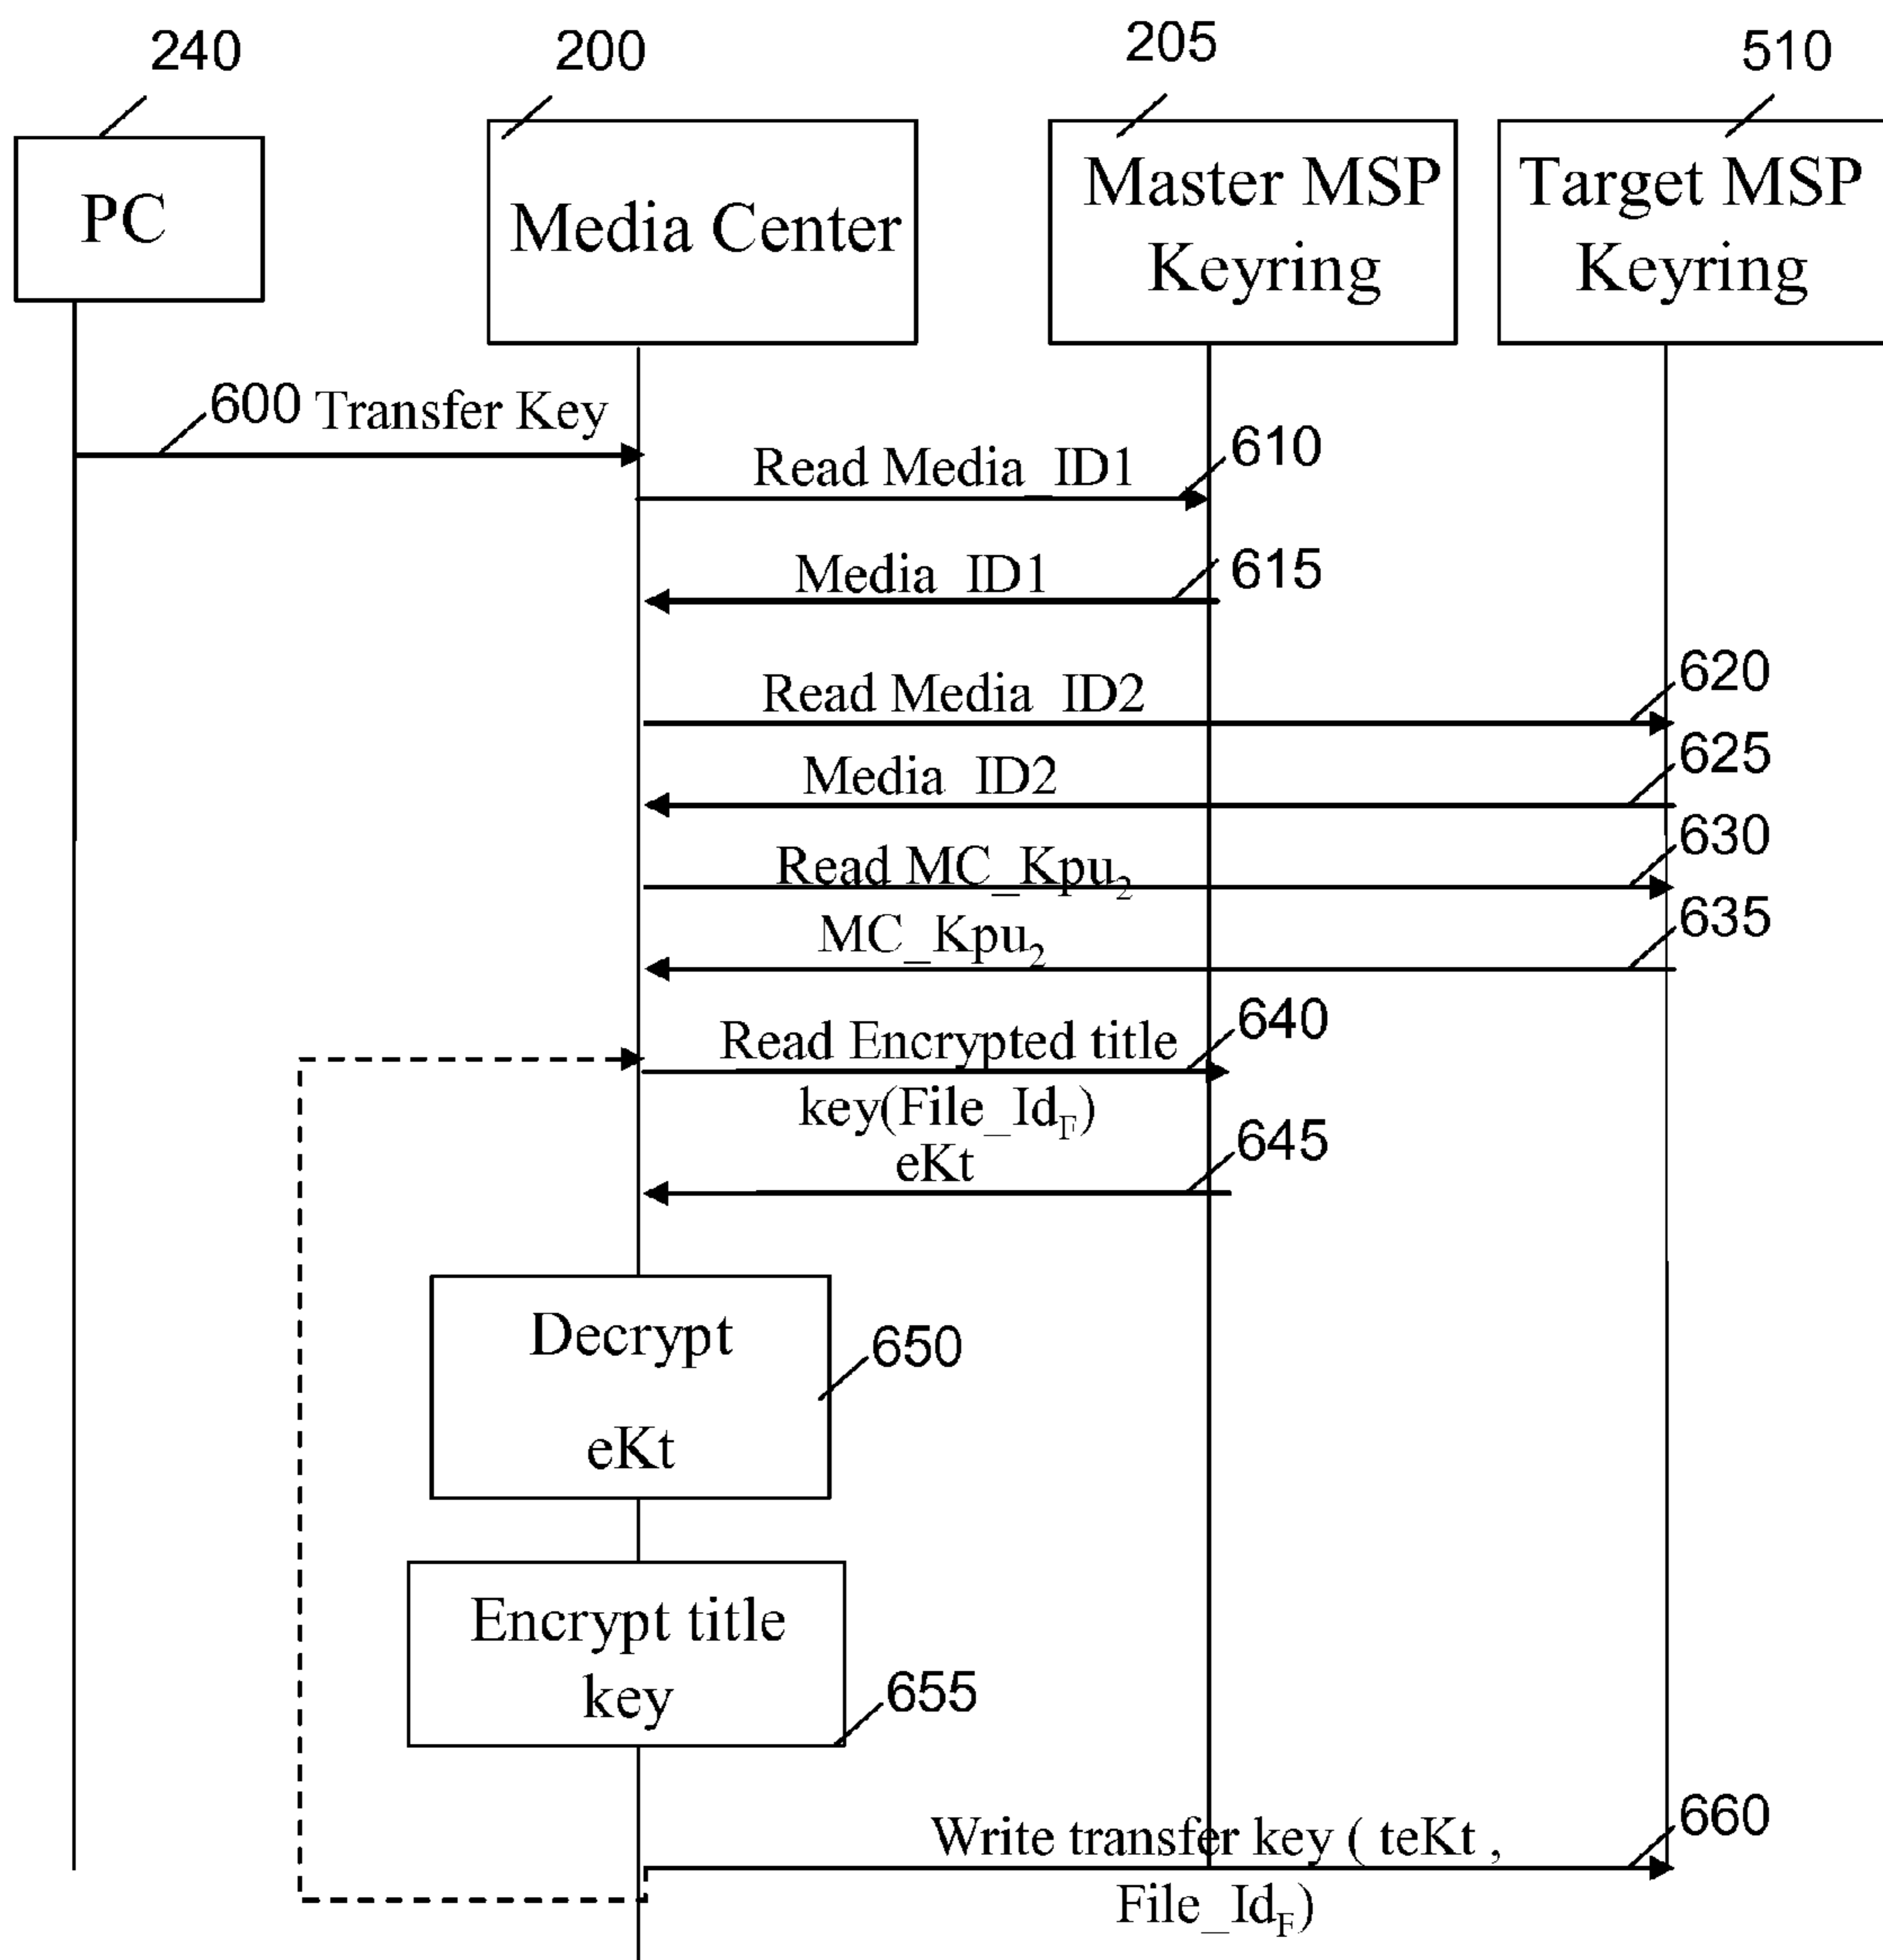 240
200
205
510
PC
Media Center
Master MSP
Keyring
Target MSP
Keyring
600 Transfer Key
Read Media_ID1
610
Media_ID1
615
Read Media_ID2
620
Media_ID2
625
Read MC_Kpu2
630
MC_Kpu2
635
Read Encrypted title
640
key(File_IdF)
eKt
645
Decrypt
eKt
650
Encrypt title
key
655
Write transfer key ( teKt ,
660
File_IdF)